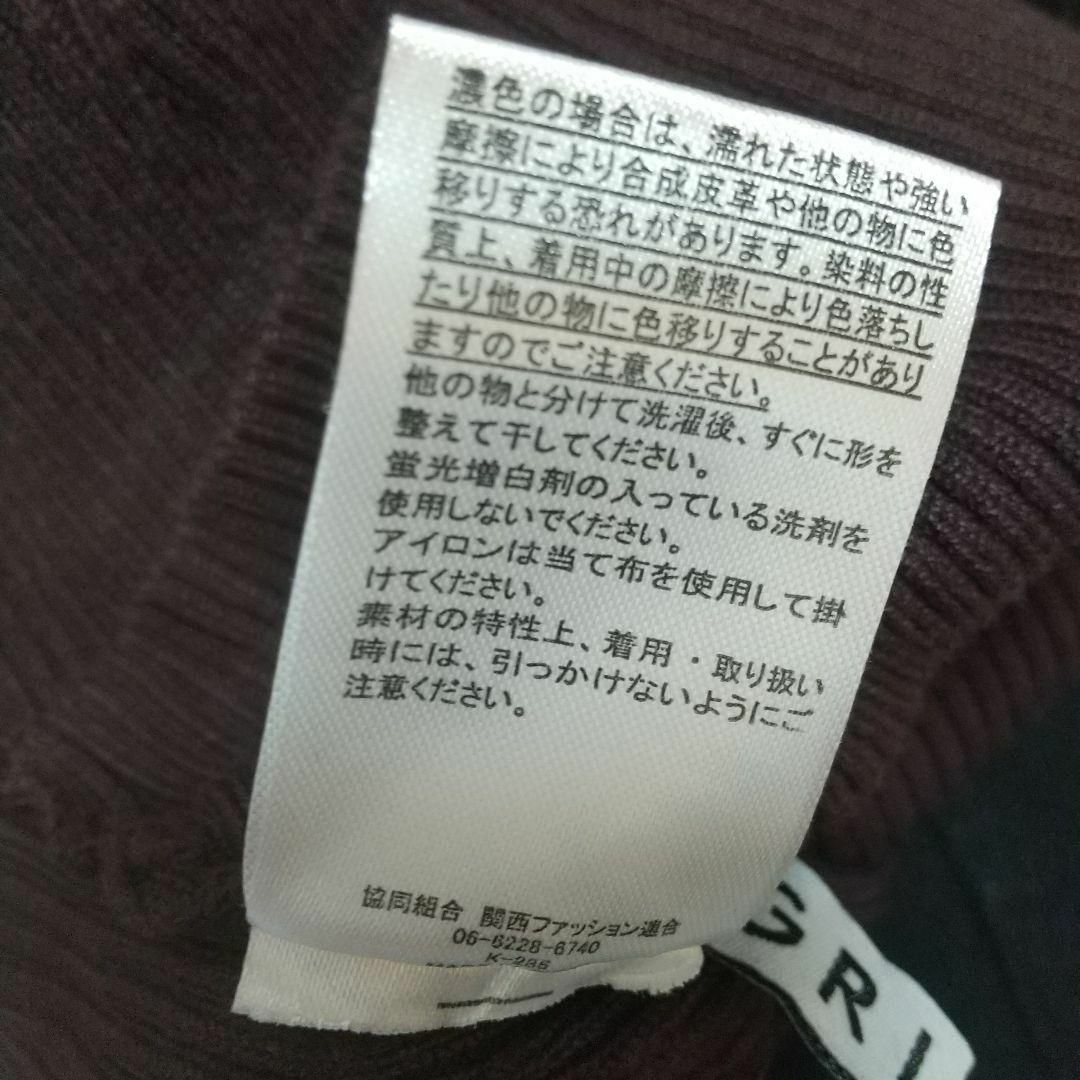 濃色の場合は、濡れた状態や強い
摩擦により合成皮革や他の物に色
移りする恐れがあります。染料の性
質上、着用中の摩擦により色落ちし
たり他の物に色移りすることがあり
ますのでご注意ください。
他の物と分けて洗濯後、すぐに形を
整えて干してください。
蛍光増白剤の入っている洗剤を
使用しないでください。
アイロンは当て布を使用して掛
けてください。
素材の特性上、着用・取り扱い
時には、引っかけないようにご
注意ください。
協同組合 関西ファッション連合
06-6228-6740
K-285